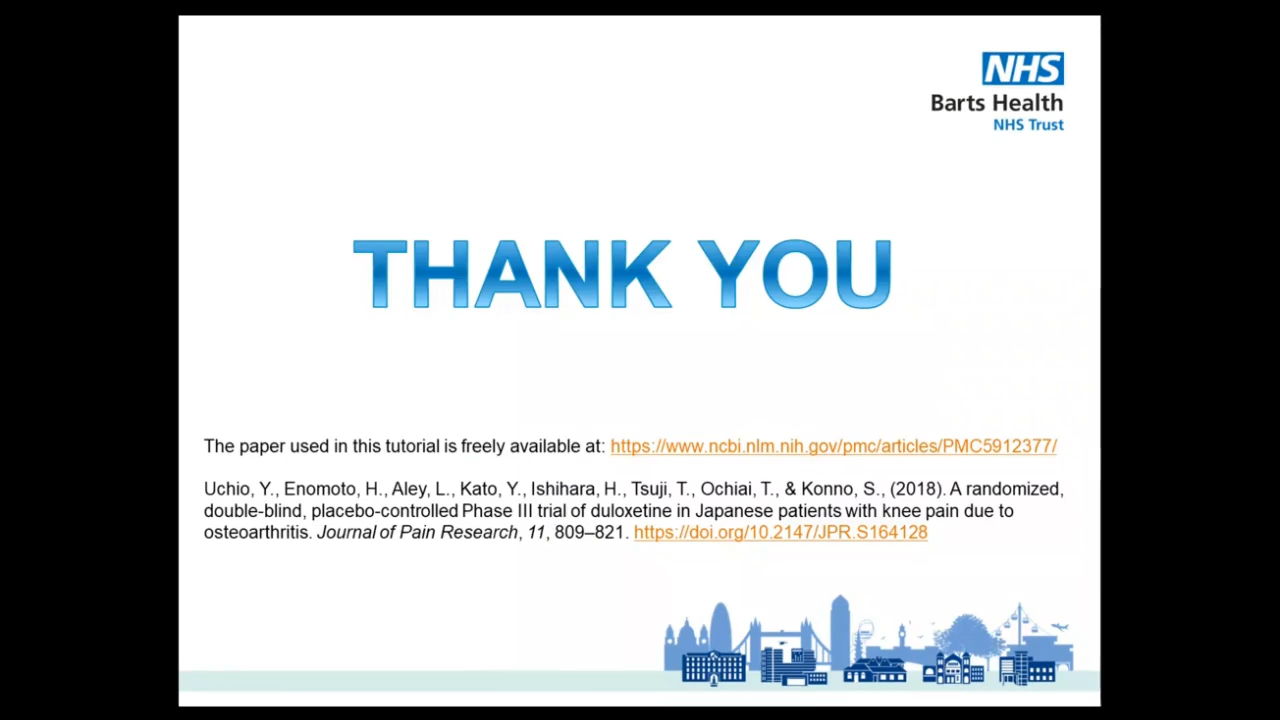 NHS
Barts Health
NHS Trust
THANK YOU
The paper used in this tutorial is freely available at: https://www.ncbi.nlm.nih.gov/pmc/articles/PMC5912377/
Uchio, Y., Enomoto, H., Aley, L., Kato, Y., Ishihara, H., Tsuji, T., Ochiai, T., & Konno, S., (2018). A randomized,
double-blind, placebo-controlled Phase III trial of duloxetine in Japanese patients with knee pain due to
osteoarthritis. Journal of Pain Research, 11, 809–821. https://doi.org/10.2147/JPR.S164128